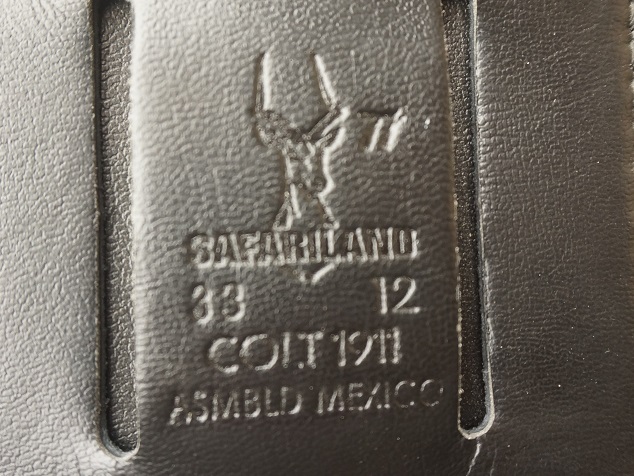 SAFARILAND
33 12
COLT 1911
ASMBLD MEXICO